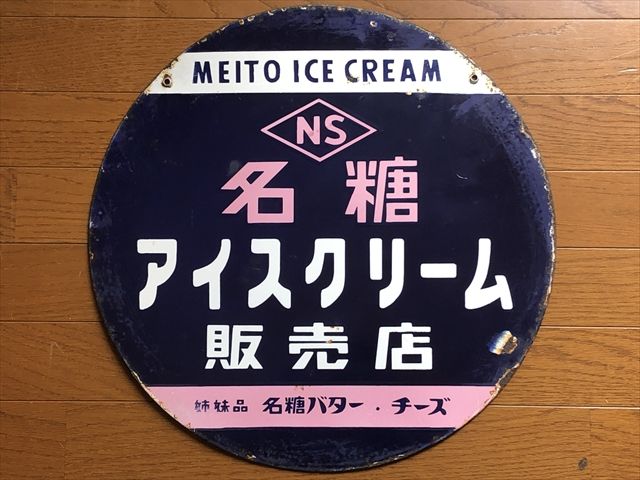 MEITO ICE CREAM
NS
名糖
アイスクリーム
販売店
姉妹品 名糖バター・チーズ